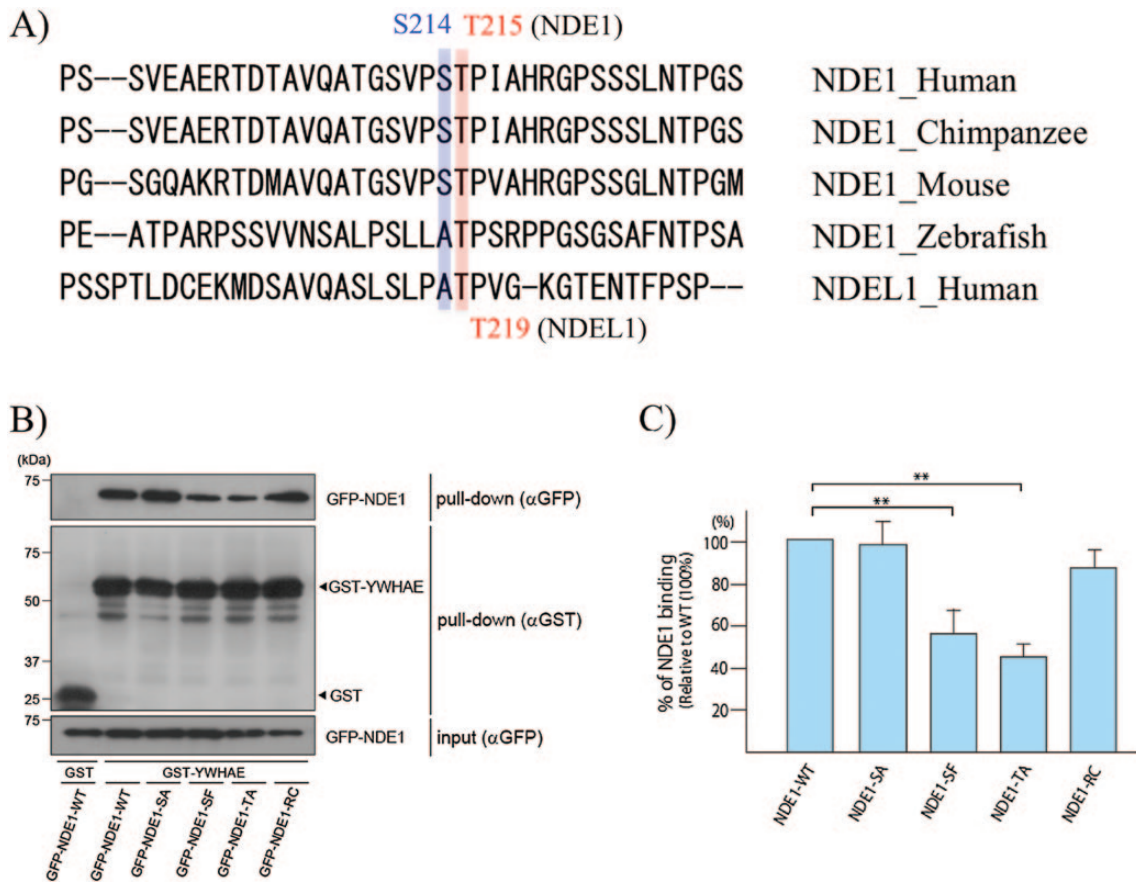 A)
S214 T215 (NDE1)
PS--SVEAERTDTAVQATGSVPSTPIAHRGPSSSLNTPGS NDE1_Human
PS--SVEAERTDTAVQATGSVPSTPIAHRGPSSSLNTPGS NDE1_Chimpanzee
PG--SGQAKRTDMAVQATGSVPSTPVAHRGPSSGLNTPGM NDE1_Mouse
PE--ATPARPSSVVNSALPSLLATPSRPPGSGSAFNTPSA NDE1_Zebrafish
PSSPTLDCEKMDSAVQASLSLPATPVG-KGTENTFPSP-- NDEL1_Human
T219 (NDEL1)
B)
(kDa)
75
GFP-NDE1 pull-down (αGFP)
75
GST-YWHAE
50
pull-down (αGST)
37
GST
25
75
GFP-NDE1 input (αGFP)
GST GST-YWHAE
GFP-NDE1-WT
GFP-NDE1-WT
GFP-NDE1-SA
GFP-NDE1-SF
GFP-NDE1-TA
GFP-NDE1-RC
C)
**
**
(%)
100
80
60
40
20
% of NDE1 binding
(Relative to WT (100%)
NDE1-WT
NDE1-SA
NDE1-SF
NDE1-TA
NDE1-RC